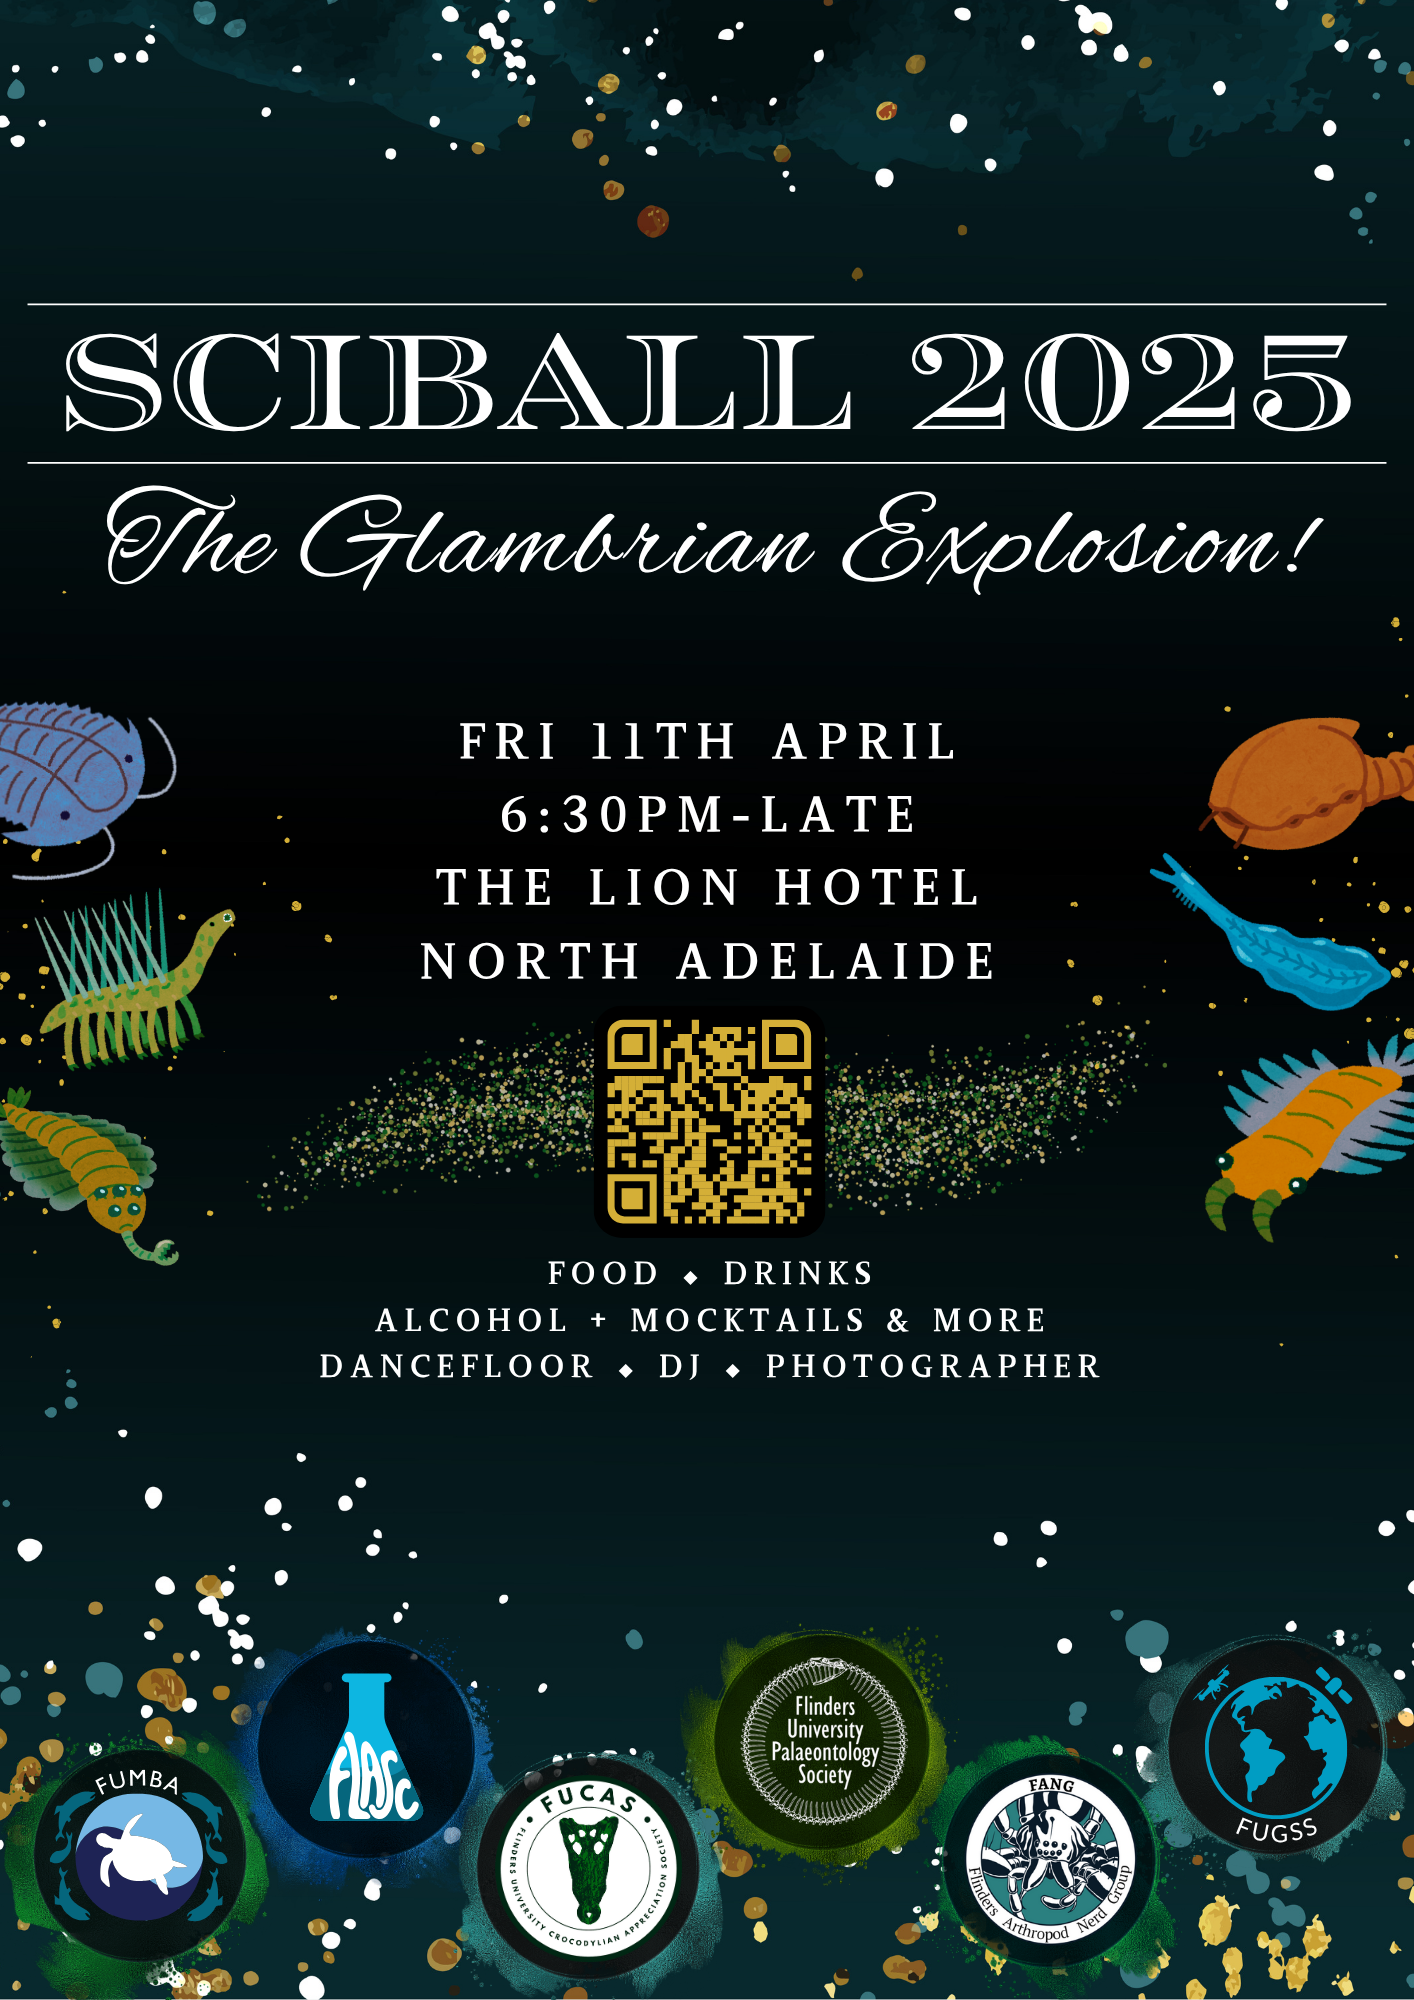 SCIBALL 2025
The Glambrian Explosion!
FRI 11TH APRIL
6:30PM-LATE
THE LION HOTEL
NORTH ADELAIDE
FOOD ◆ DRINKS
ALCOHOL + MOCKTAILS & MORE
DANCEFLOOR ◆ DJ ◆ PHOTOGRAPHER
FUMBA
FLASC
• FUCAS •
FLINDERS UNIVERSITY CROCODYLIAN APPRECIATION SOCIETY
Flinders
University
Palaeontology
Society
FANG
Flinders Arthropod Nerd Group
FUGSS